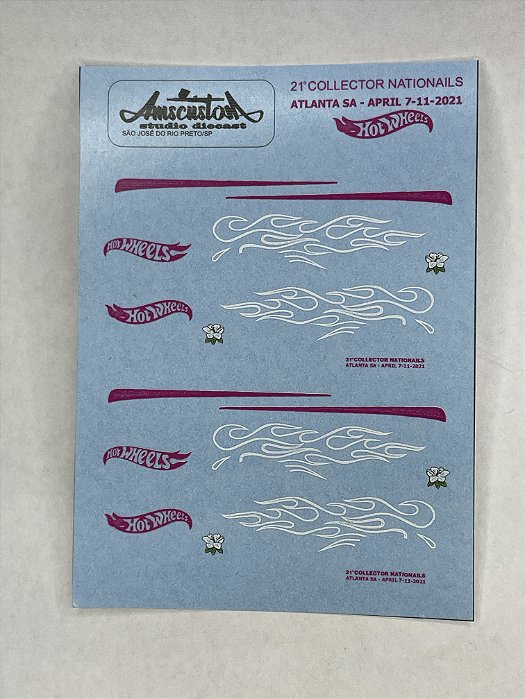 Amscustom
studio diecast
SÃO JOSÉ DO RIO PRETO/SP
21°COLLECTOR NATIONAILS
ATLANTA SA - APRIL 7-11-2021
HOT WHEELS
HOT WHEELS
HOT WHEELS
21°COLLECTOR NATIONAILS
ATLANTA SA - APRIL 7-11-2021
HOT WHEELS
HOT WHEELS
21°COLLECTOR NATIONAILS
ATLANTA SA - APRIL 7-11-2021